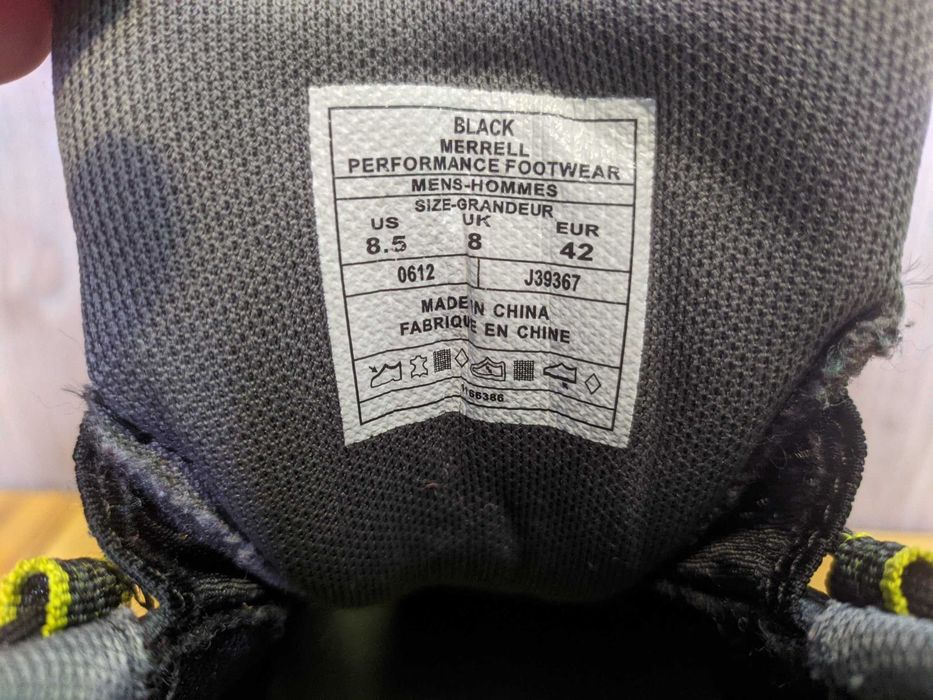 BLACK
MERRELL
PERFORMANCE FOOTWEAR
MENS-HOMMES
SIZE-GRANDEUR
US UK EUR
8.5 8 42
0612 J39367
MADE IN CHINA
FABRIQUE EN CHINE